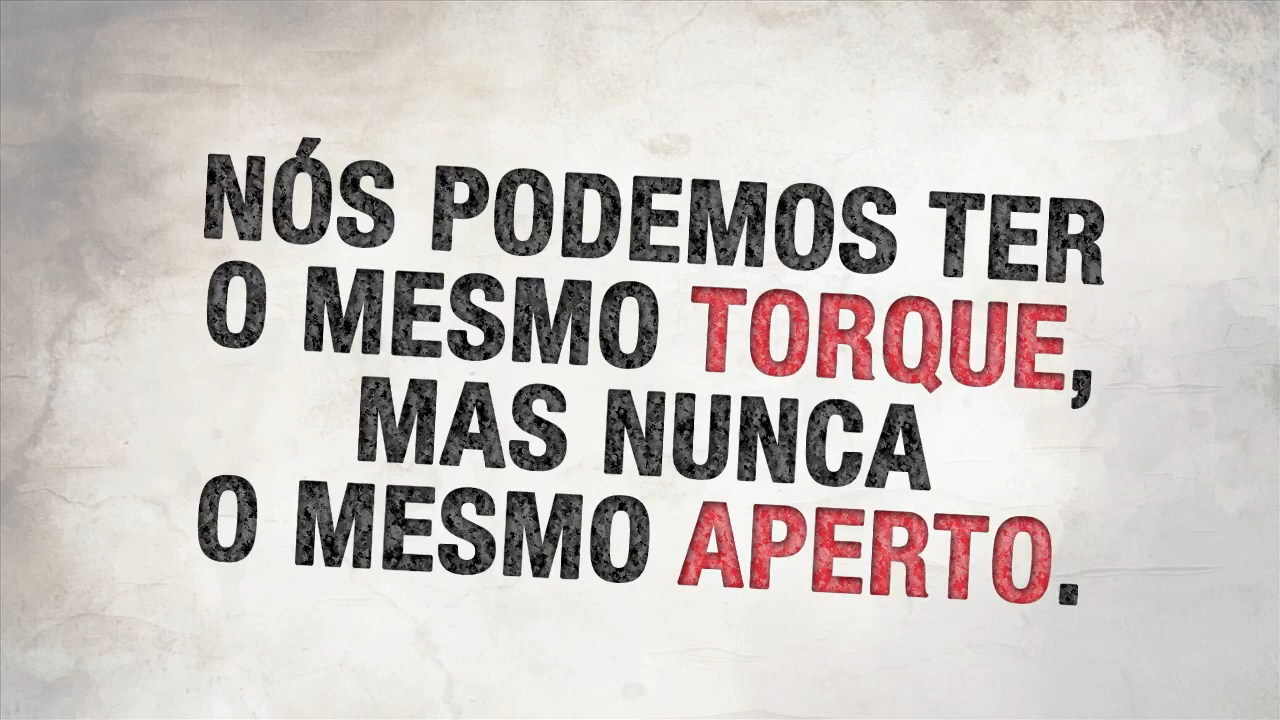 NÓS PODEMOS TER
O MESMO TORQUE,
MAS NUNCA
O MESMO APERTO.